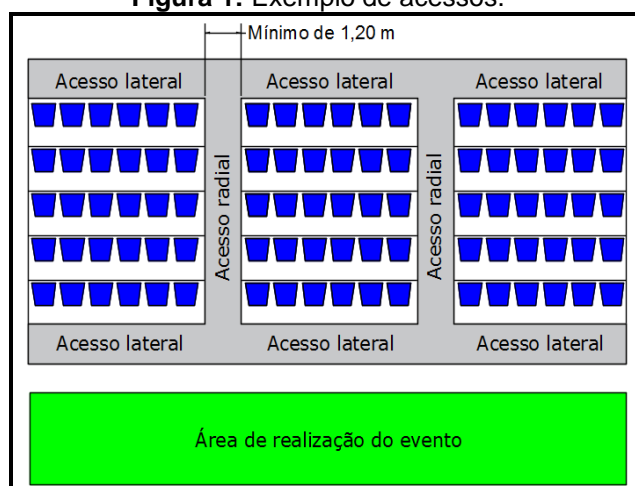 Figura 1: Exemplo de acessos.
Mínimo de 1,20 m
Acesso lateral
Acesso lateral
Acesso lateral
Acesso radial
Acesso radial
Acesso lateral
Acesso lateral
Acesso lateral
Área de realização do evento